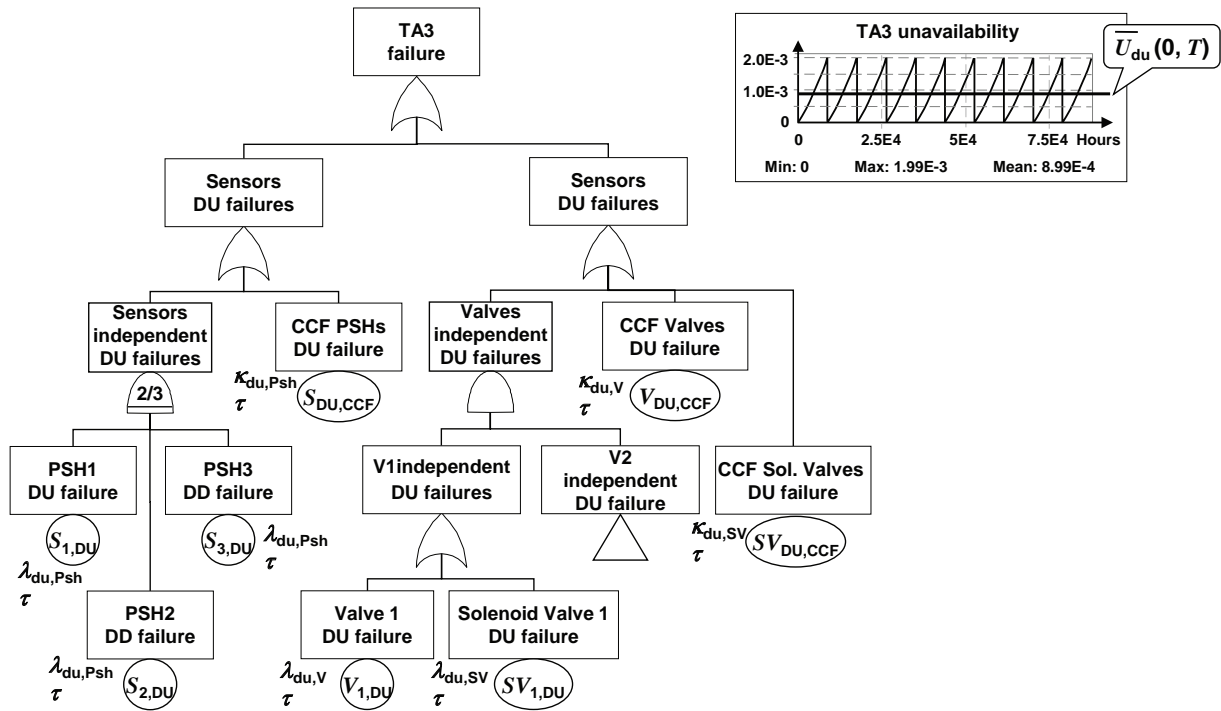 TA3
failure
TA3 unavailability
U̅du (0, T)
2.0E-3
1.0E-3
0
0
2.5E4
5E4
7.5E4
Hours
Min: 0
Max: 1.99E-3
Mean: 8.99E-4
Sensors
DU failures
Sensors
DU failures
Sensors
independent
DU failures
CCF PSHs
DU failure
Valves
independent
DU failures
CCF Valves
DU failure
2/3
κdu,Psh
τ
SDU,CCF
κdu,V
τ
VDU,CCF
PSH1
DU failure
PSH3
DD failure
V1independent
DU failures
V2
independent
DU failure
CCF Sol. Valves
DU failure
S1,DU
λdu,Psh
τ
S3,DU
λdu,Psh
τ
κdu,SV
τ
SVDU,CCF
PSH2
DD failure
Valve 1
DU failure
Solenoid Valve 1
DU failure
λdu,Psh
τ
S2,DU
λdu,V
τ
V1,DU
λdu,SV
τ
SV1,DU